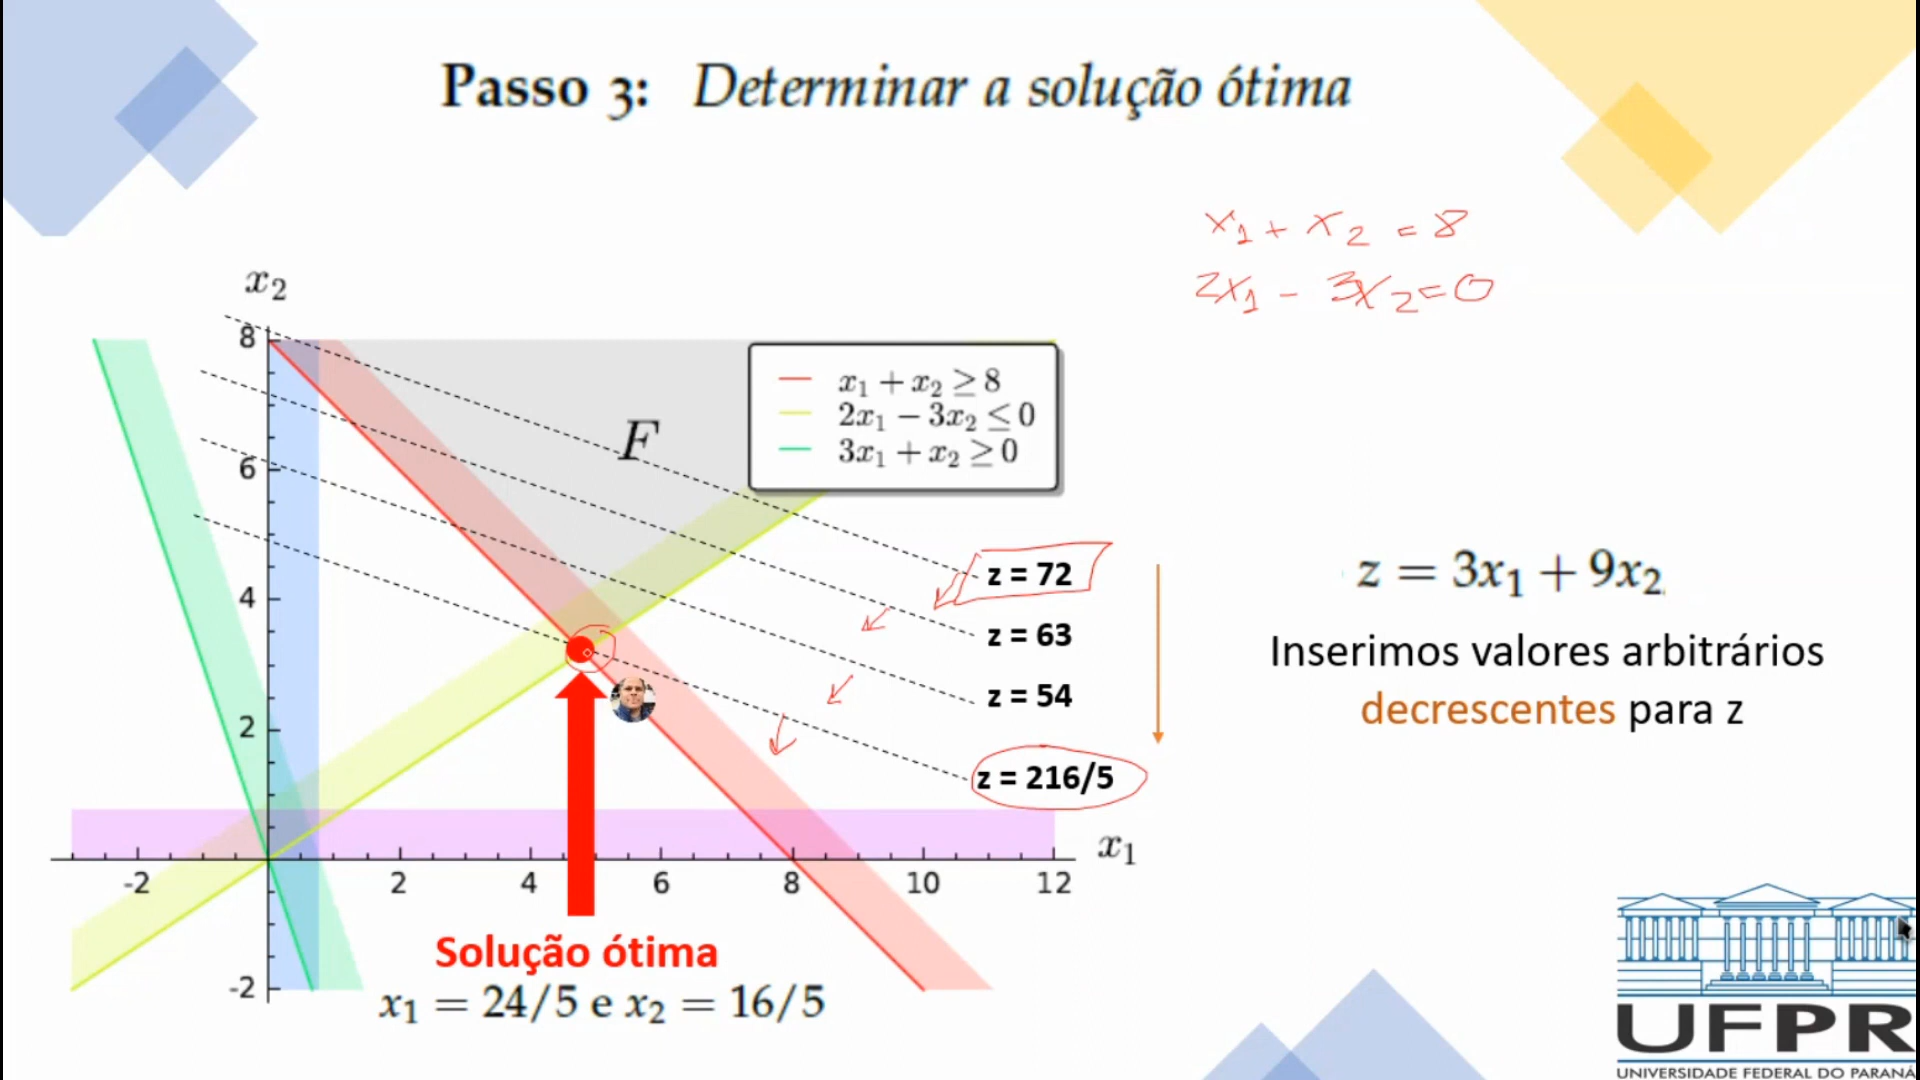 Passo 3: Determinar a solução ótima
x₁ + x₂ = 8
2x₁ - 3x₂ = 0
x₂
8
6
4
2
-2
-2
2
4
6
8
10
12
x₁
F
x₁ + x₂ ≥ 8
2x₁ − 3x₂ ≤ 0
3x₁ + x₂ ≥ 0
z = 72
z = 63
z = 54
z = 216/5
z = 3x₁ + 9x₂
Inserimos valores arbitrários
decrescentes para z
Solução ótima
x₁ = 24/5 e x₂ = 16/5
UFPR
UNIVERSIDADE FEDERAL DO PARANÁ